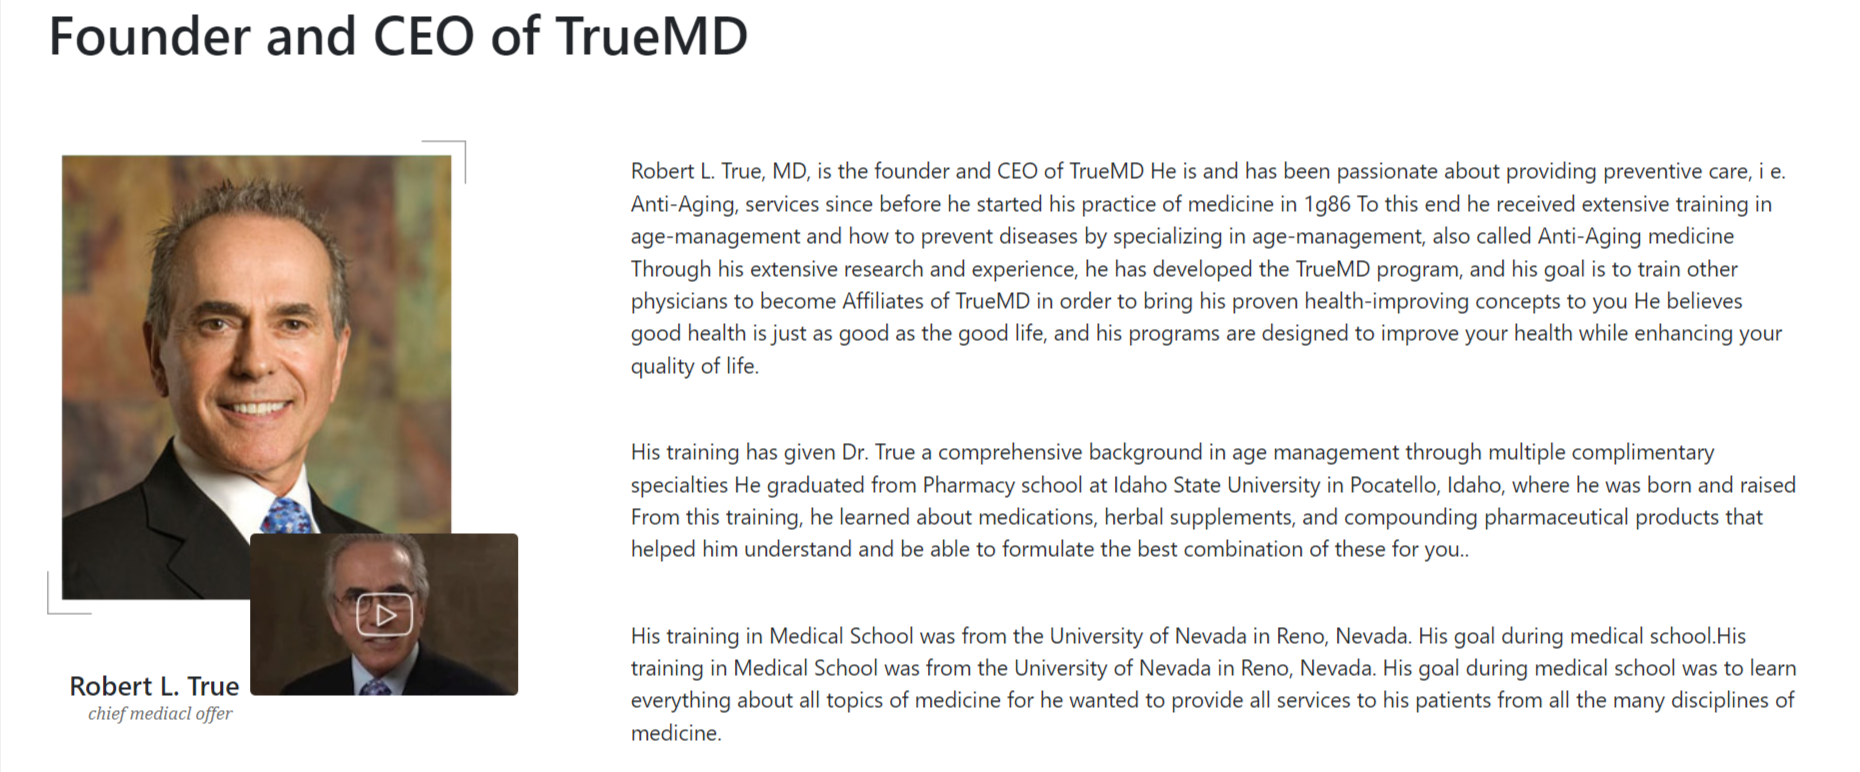 Founder and CEO of TrueMD
Robert L. True, MD, is the founder and CEO of TrueMD He is and has been passionate about providing preventive care, i e.
Anti-Aging, services since before he started his practice of medicine in 1g86 To this end he received extensive training in
age-management and how to prevent diseases by specializing in age-management, also called Anti-Aging medicine
Through his extensive research and experience, he has developed the TrueMD program, and his goal is to train other
physicians to become Affiliates of TrueMD in order to bring his proven health-improving concepts to you He believes
good health is just as good as the good life, and his programs are designed to improve your health while enhancing your
quality of life.
His training has given Dr. True a comprehensive background in age management through multiple complimentary
specialties He graduated from Pharmacy school at Idaho State University in Pocatello, Idaho, where he was born and raised
From this training, he learned about medications, herbal supplements, and compounding pharmaceutical products that
helped him understand and be able to formulate the best combination of these for you..
His training in Medical School was from the University of Nevada in Reno, Nevada. His goal during medical school.His
training in Medical School was from the University of Nevada in Reno, Nevada. His goal during medical school was to learn
everything about all topics of medicine for he wanted to provide all services to his patients from all the many disciplines of
medicine.
Robert L. True
chief mediacl offer